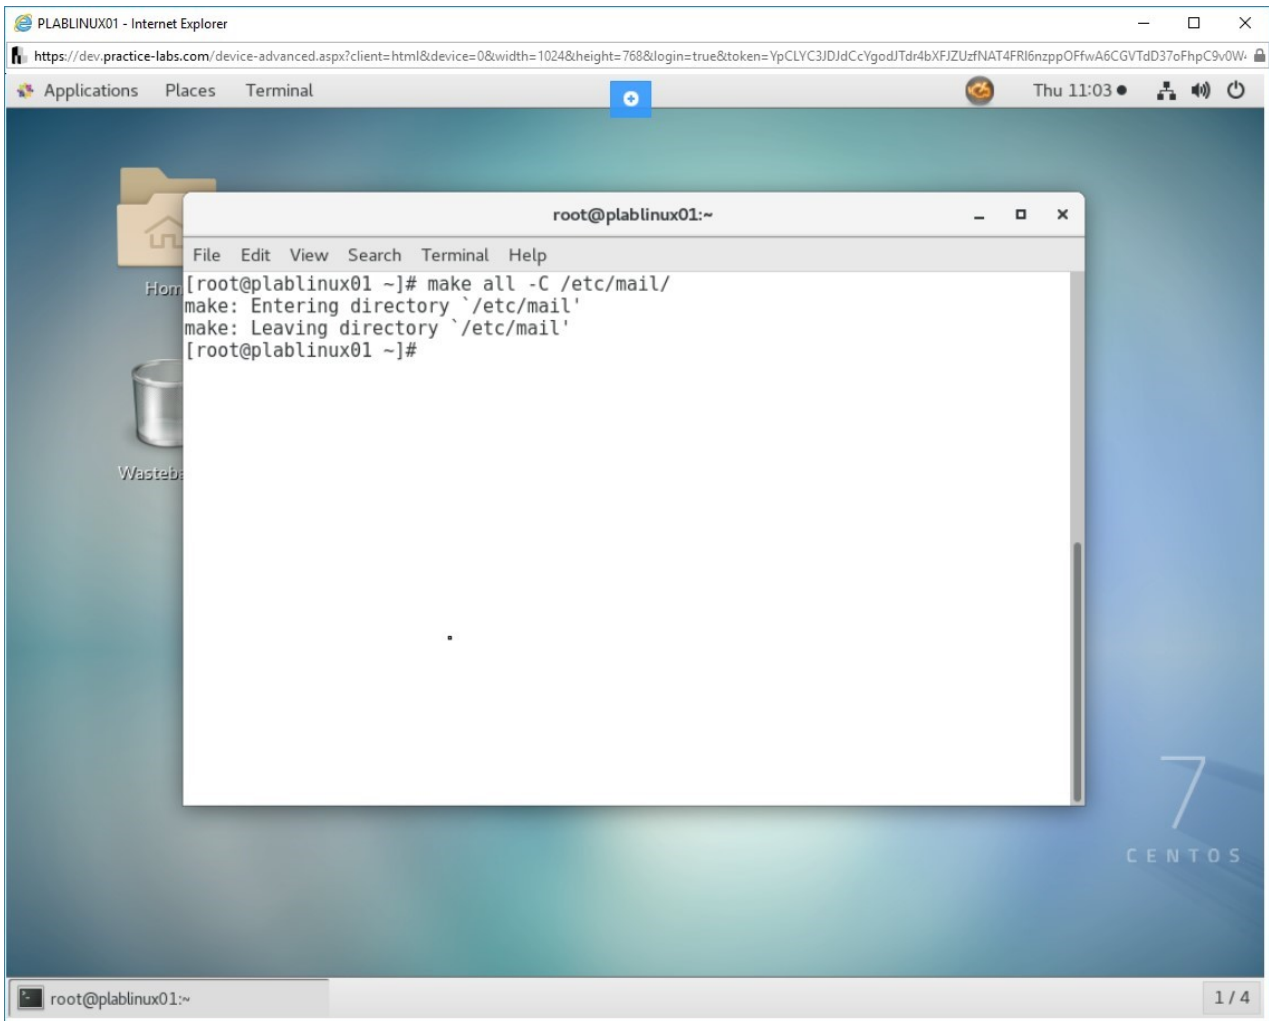 PLABLINUX01 - Internet Explorer
https://dev.practice-labs.com/device-advanced.aspx?client=html&device=0&width=1024&height=768&login=true&token=
Applications Places Terminal Thu 11:03
root@plablinux01:~
File Edit View Search Terminal Help
[root@plablinux01 ~]# make all -C /etc/mail/
make: Entering directory `/etc/mail'
make: Leaving directory `/etc/mail'
[root@plablinux01 ~]#
Hom
Wasteb
7
CENTOS
root@plablinux01:~ 1 / 4